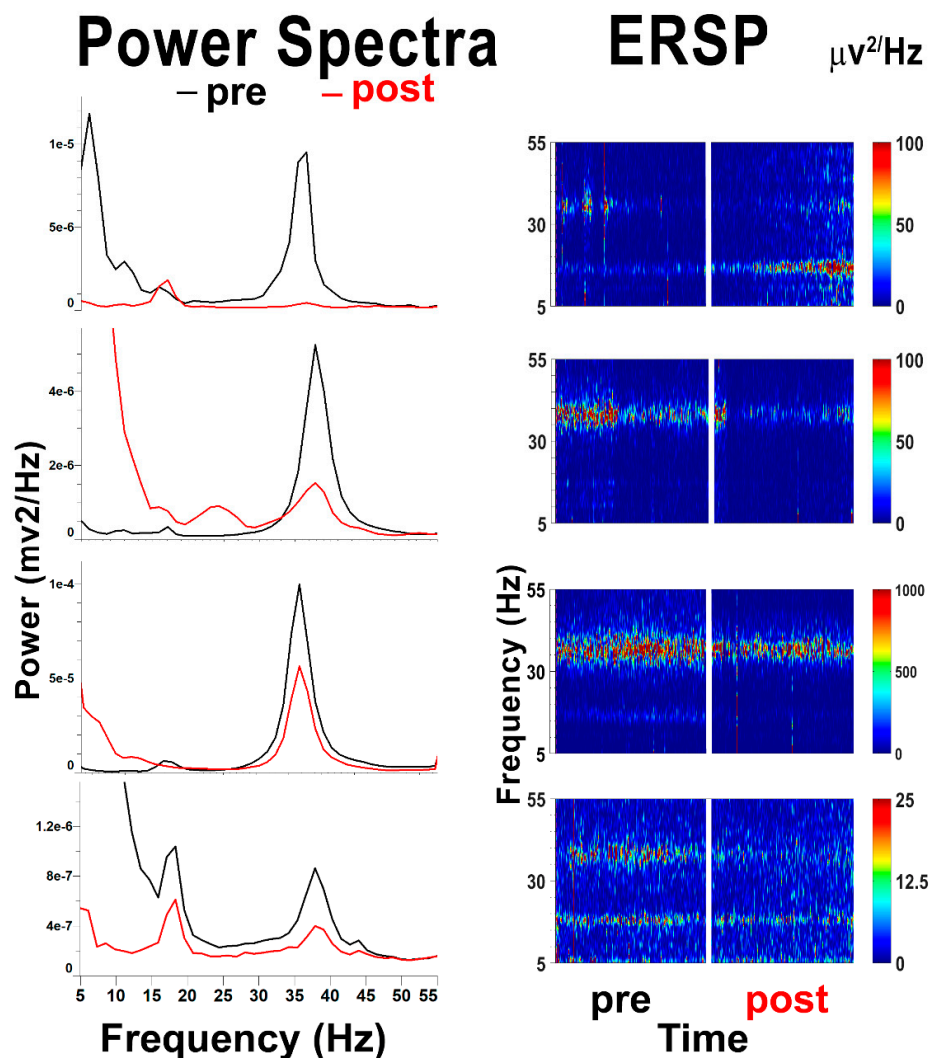 Power Spectra
ERSP
μv2/Hz
– pre – post
Power (mv2/Hz)
1e-5
5e-6
0
4e-6
2e-6
0
1e-4
5e-5
0
1.2e-6
8e-7
4e-7
0
5 10 15 20 25 30 35 40 45 50 55
Frequency (Hz)
Frequency (Hz)
55
30
5
100
50
0
55
30
5
100
50
0
55
30
5
1000
500
0
55
30
5
25
12.5
0
pre post
Time